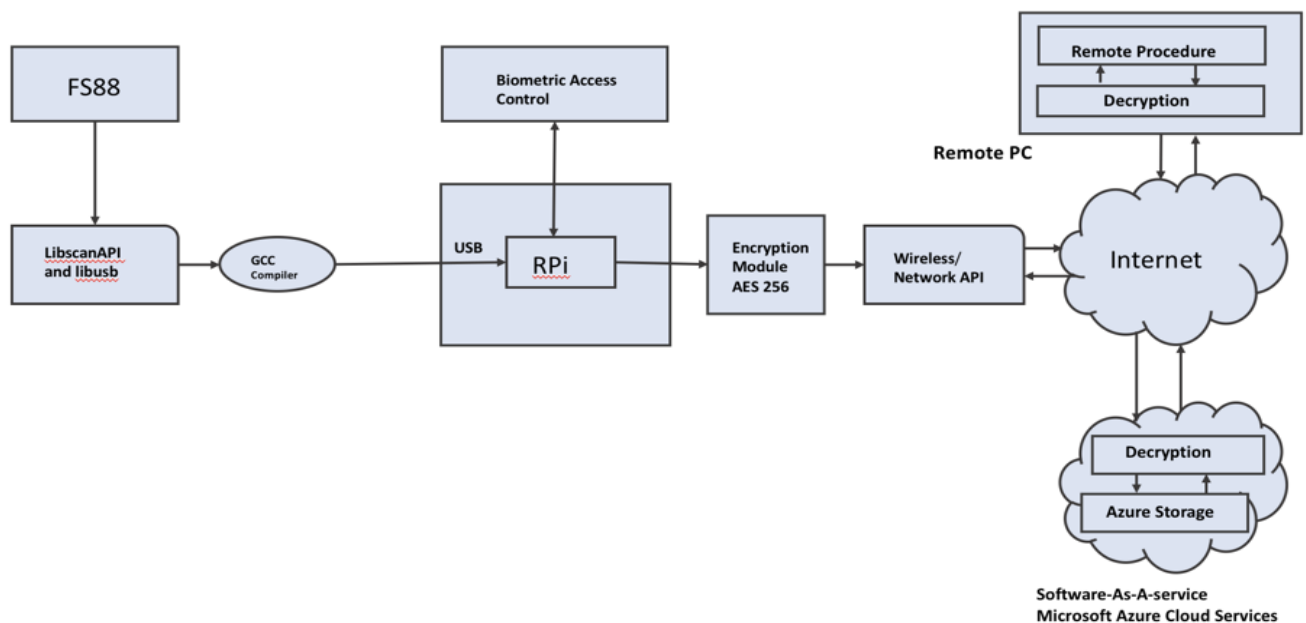 FS88
Biometric Access
Control
Remote Procedure
Decryption
Remote PC
LibscanAPI
and libusb
GCC
Compiler
USB
RPi
Encryption
Module
AES 256
Wireless/
Network API
Internet
Decryption
Azure Storage
Software-As-A-service
Microsoft Azure Cloud Services